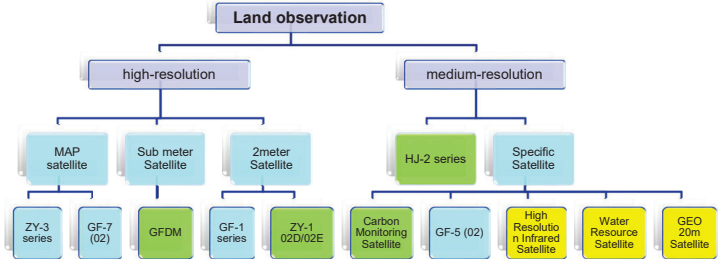 Land observation
high-resolution
medium-resolution
MAP
satellite
Sub meter
Satellite
2meter
Satellite
HJ-2 series
Specific
Satellite
ZY-3
series
GF-7
(02)
GFDM
GF-1
series
ZY-1
02D/02E
Carbon
Monitoring
Satellite
GF-5 (02)
High
Resolutio
n Infrared
Satellite
Water
Resource
Satellite
GEO
20m
Satellite